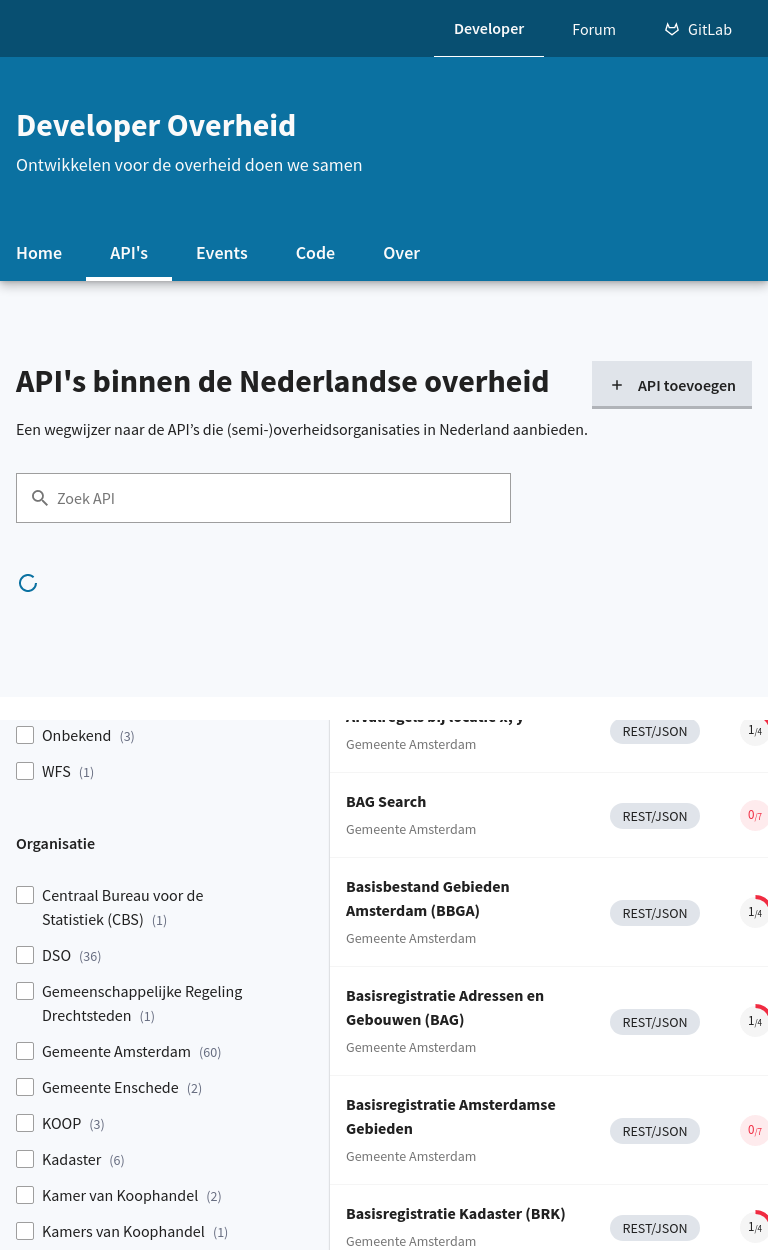 Developer
Forum
GitLab
Developer Overheid
Ontwikkelen voor de overheid doen we samen
Home
API's
Events
Code
Over
API's binnen de Nederlandse overheid
API toevoegen
Een wegwijzer naar de API’s die (semi-)overheidsorganisaties in Nederland aanbieden.
Zoek API
Onbekend (3)
WFS (1)
Organisatie
Centraal Bureau voor de
Statistiek (CBS) (1)
DSO (36)
Gemeenschappelijke Regeling
Drechtsteden (1)
Gemeente Amsterdam (60)
Gemeente Enschede (2)
KOOP (3)
Kadaster (6)
Kamer van Koophandel (2)
Kamers van Koophandel (1)
REST/JSON
1/4
Gemeente Amsterdam
BAG Search
Gemeente Amsterdam
REST/JSON
0/7
Basisbestand Gebieden
Amsterdam (BBGA)
Gemeente Amsterdam
REST/JSON
1/4
Basisregistratie Adressen en
Gebouwen (BAG)
Gemeente Amsterdam
REST/JSON
1/4
Basisregistratie Amsterdamse
Gebieden
Gemeente Amsterdam
REST/JSON
0/7
Basisregistratie Kadaster (BRK)
Gemeente Amsterdam
REST/JSON
1/4